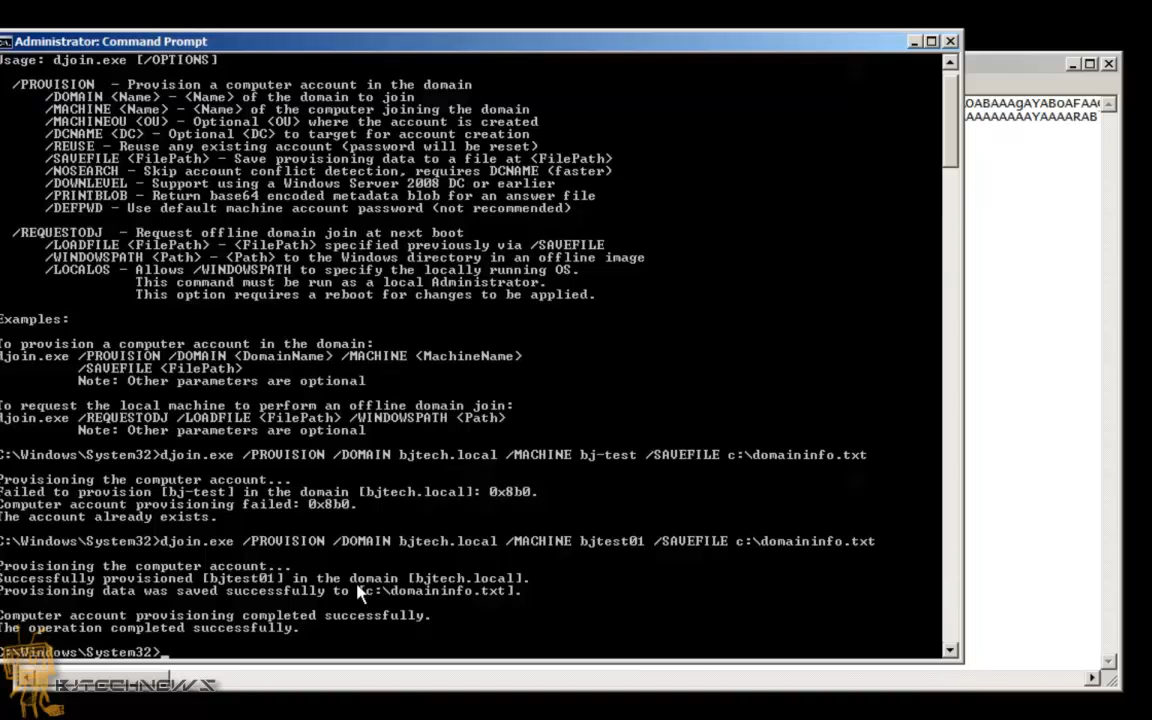 Administrator: Command Prompt
Usage: djoin.exe [/OPTIONS]
/PROVISION - Provision a computer account in the domain
/DOMAIN <Name> - <Name> of the domain to join
/MACHINE <Name> - <Name> of the computer joining the domain
/MACHINEOU <OU> - Optional <OU> where the account is created
/DCNAME <DC> - Optional <DC> to target for account creation
/REUSE - Reuse any existing account (password will be reset)
/SAVEFILE <FilePath> - Save provisioning data to a file at <FilePath>
/NOSEARCH - Skip account conflict detection, requires DCNAME (faster)
/DOWNLEVEL - Support using a Windows Server 2008 DC or earlier
/PRINTBLOB - Return base64 encoded metadata blob for an answer file
/DEFPWD - Use default machine account password (not recommended)
/REQUESTODJ - Request offline domain join at next boot
/LOADFILE <FilePath> - <FilePath> specified previously via /SAVEFILE
/WINDOWSPATH <Path> - <Path> to the Windows directory in an offline image
/LOCALOS - Allows /WINDOWSPATH to specify the locally running OS.
This command must be run as a local Administrator.
This option requires a reboot for changes to be applied.
Examples:
To provision a computer account in the domain:
djoin.exe /PROVISION /DOMAIN <DomainName> /MACHINE <MachineName>
/SAVEFILE <FilePath>
Note: Other parameters are optional
To request the local machine to perform an offline domain join:
djoin.exe /REQUESTODJ /LOADFILE <FilePath> /WINDOWSPATH <Path>
Note: Other parameters are optional
C:\Windows\System32>djoin.exe /PROVISION /DOMAIN bjtech.local /MACHINE bj-test /SAVEFILE c:\domaininfo.txt
Provisioning the computer account...
Failed to provision [bj-test] in the domain [bjtech.local]: 0x8b0.
Computer account provisioning failed: 0x8b0.
The account already exists.
C:\Windows\System32>djoin.exe /PROVISION /DOMAIN bjtech.local /MACHINE bjtest01 /SAVEFILE c:\domaininfo.txt
Provisioning the computer account...
Successfully provisioned [bjtest01] in the domain [bjtech.local].
Provisioning data was saved successfully to [c:\domaininfo.txt].
Computer account provisioning completed successfully.
The operation completed successfully.
C:\Windows\System32>_
BJTECHNEWS